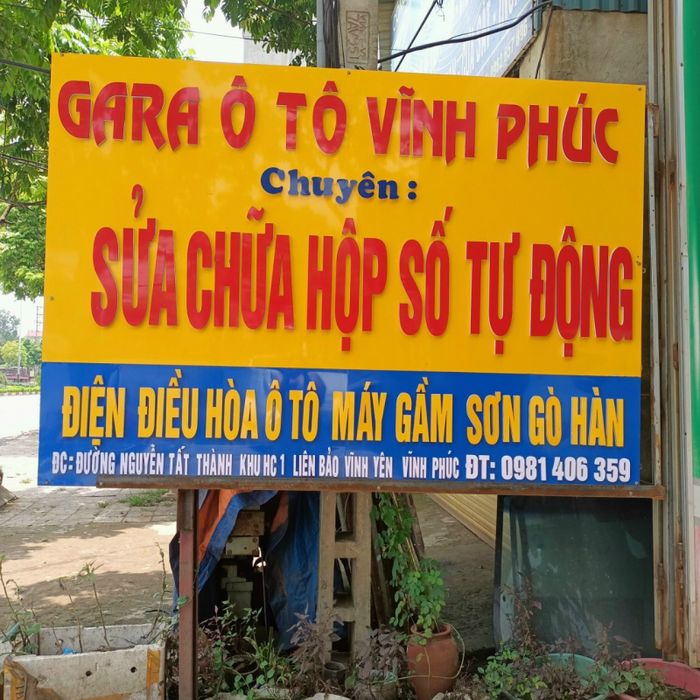 GARA Ô TÔ VĨNH PHÚC
Chuyên:
SỬA CHỮA HỘP SỐ TỰ ĐỘNG
ĐIỆN ĐIỀU HÒA Ô TÔ MÁY GẦM SƠN GÒ HÀN
ĐC: ĐƯỜNG NGUYỄN TẤT THÀNH KHU HC 1 LIÊN BẢO VĨNH YÊN VĨNH PHÚC ĐT: 0981 406 359